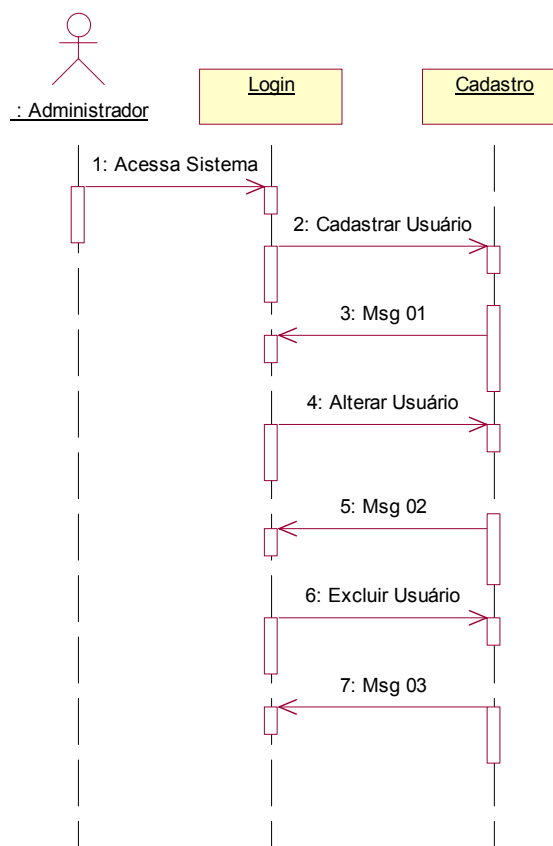 Login
Cadastro
_: Administrador
1: Acessa Sistema
2: Cadastrar Usuário
3: Msg 01
4: Alterar Usuário
5: Msg 02
6: Excluir Usuário
7: Msg 03